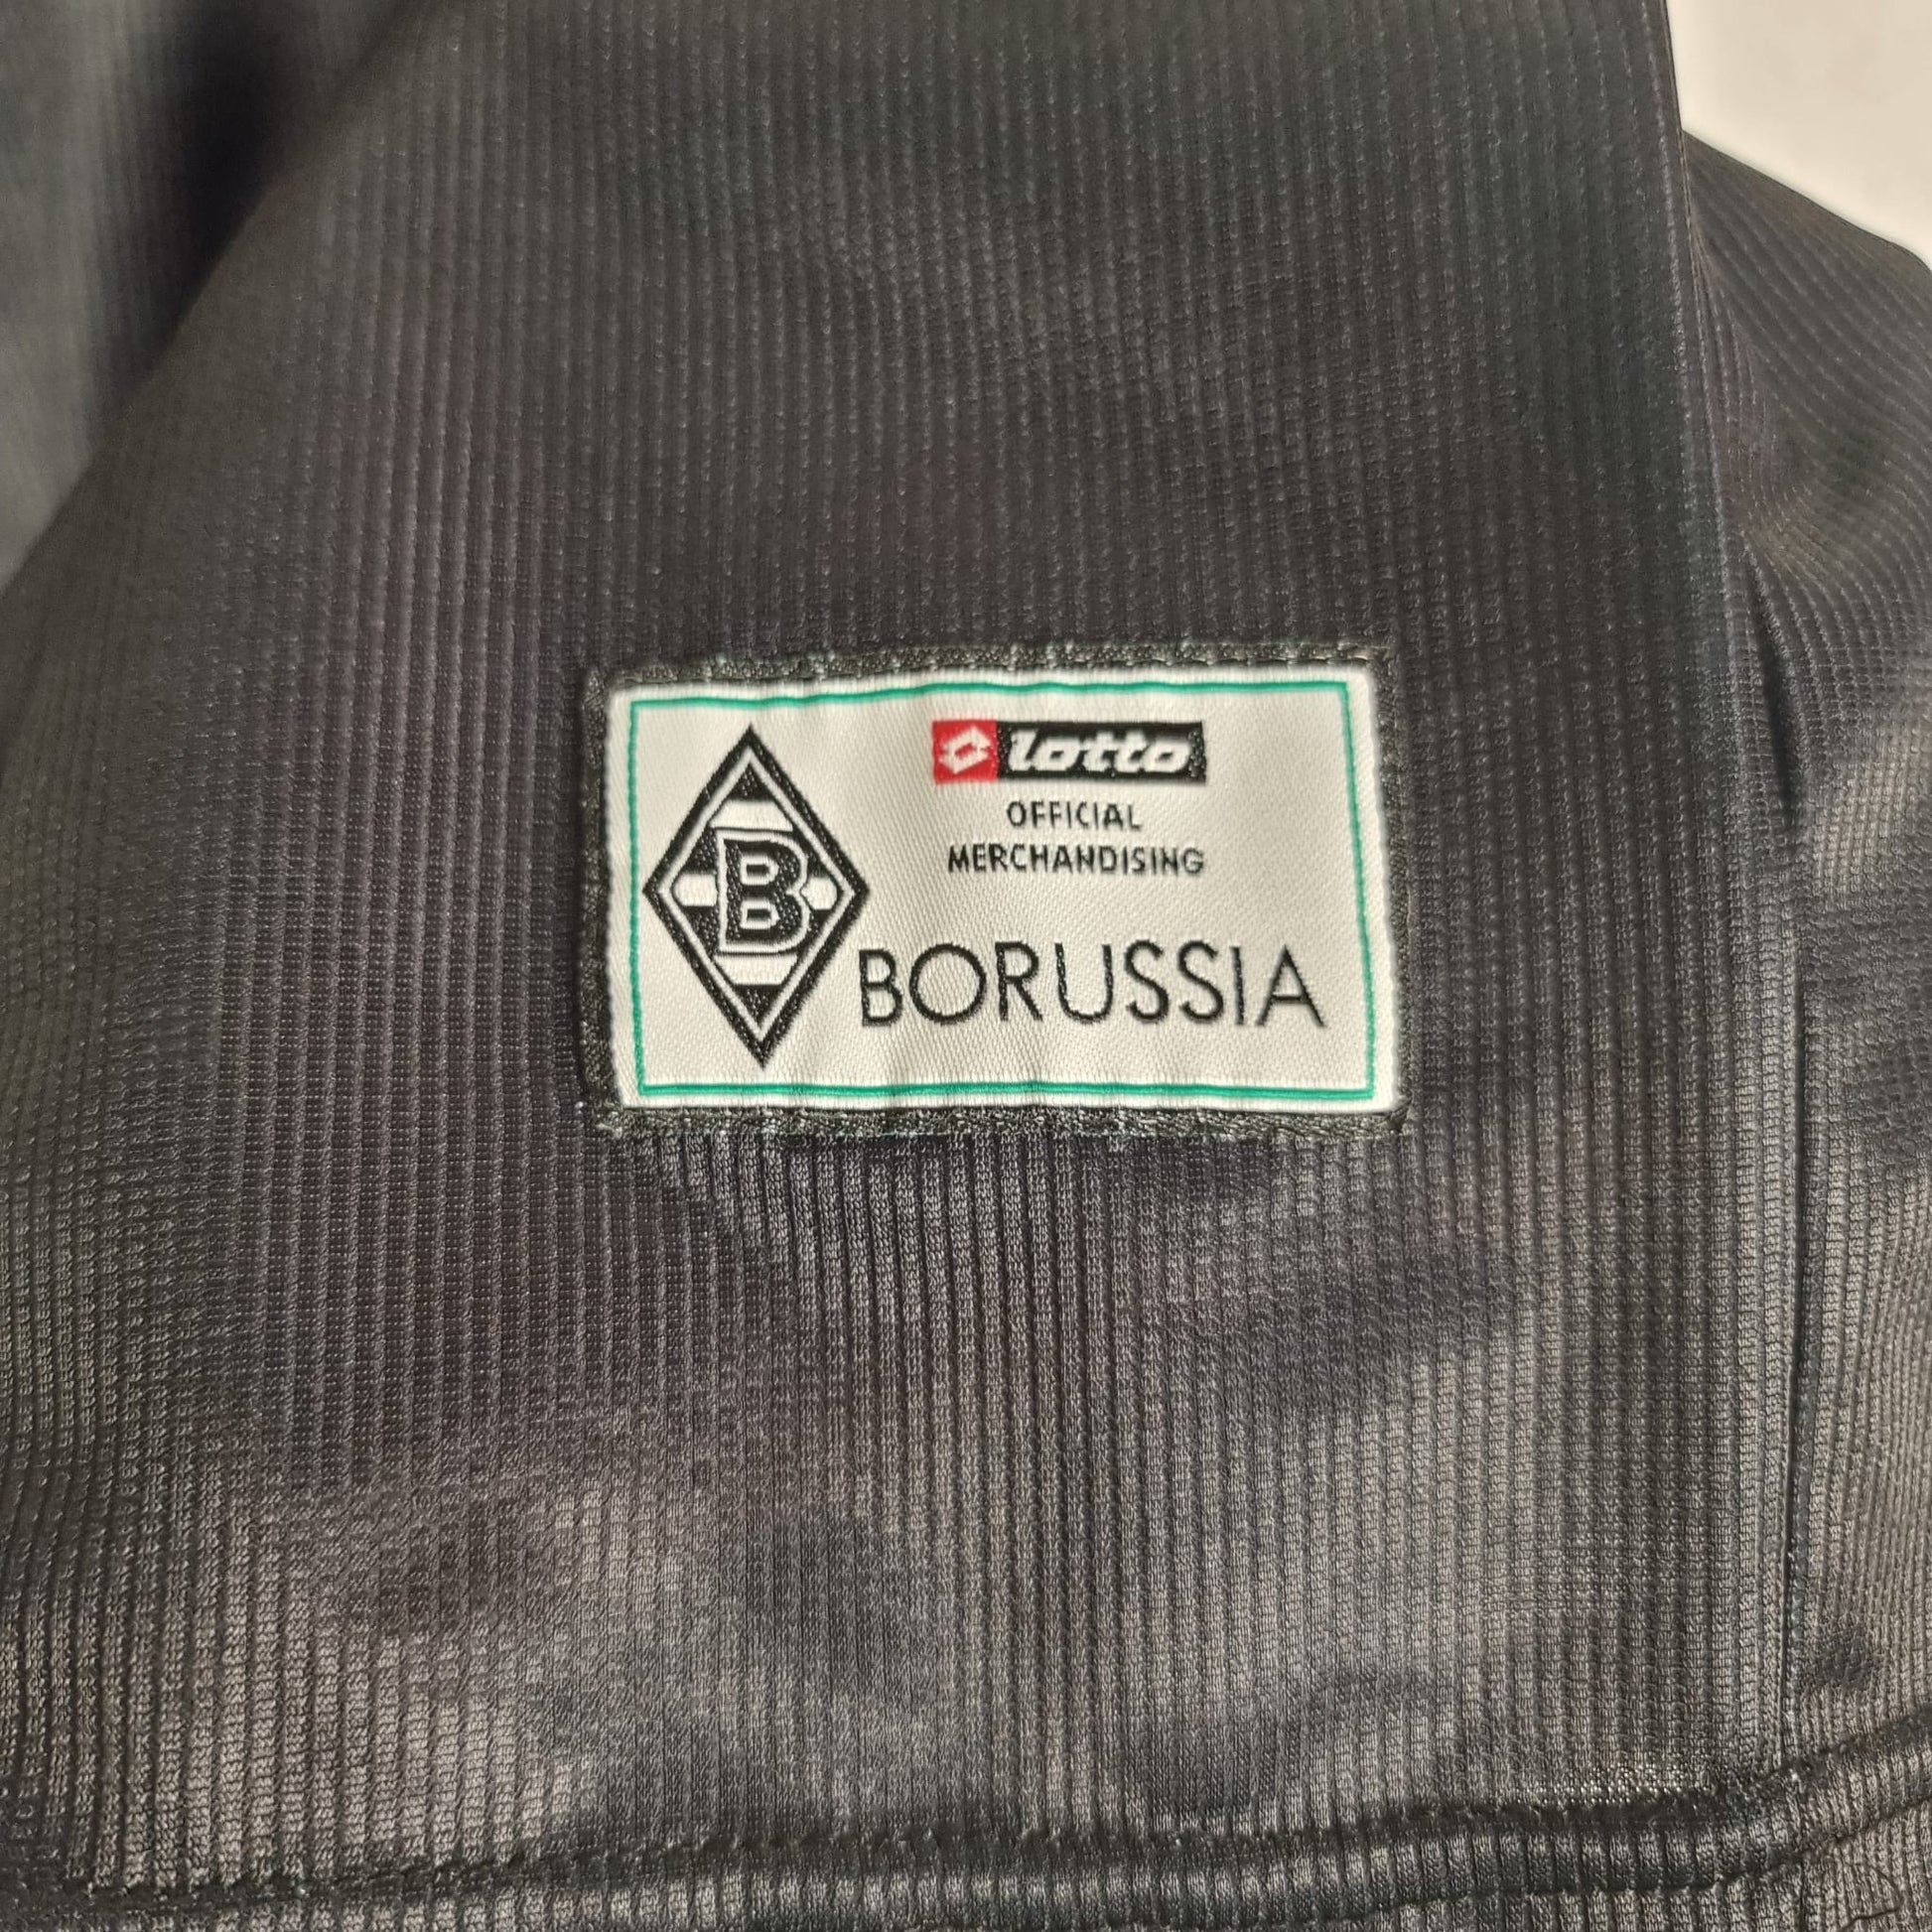 lotto
OFFICIAL
MERCHANDISING
B
BORUSSIA